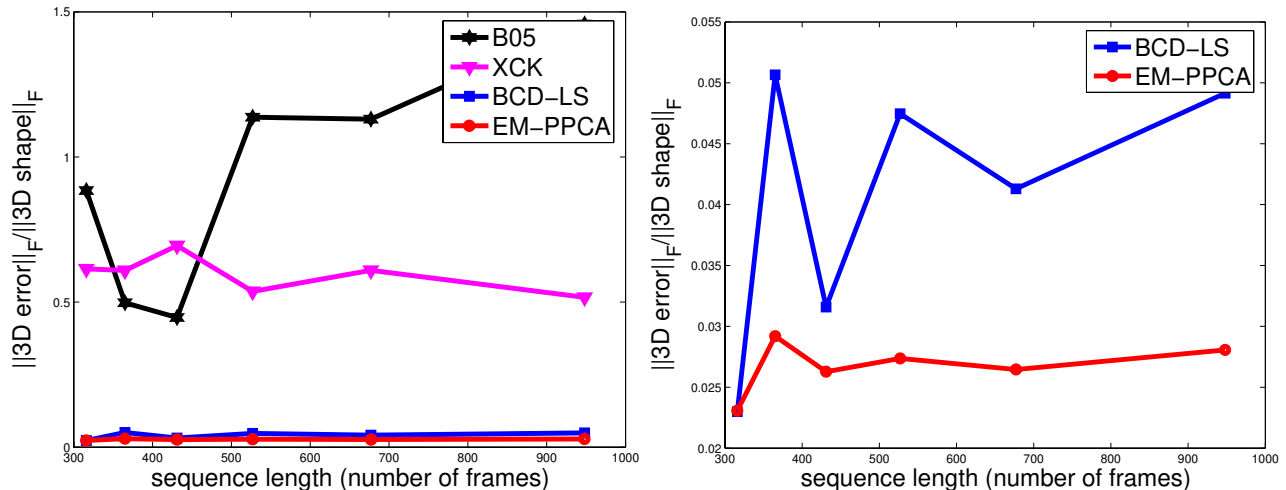 1.5
1
0.5
0
300
400
500
600
700
800
900
1000
sequence length (number of frames)
||3D error||F/||3D shape||F
B05
XCK
BCD−LS
EM−PPCA
0.055
0.05
0.045
0.04
0.035
0.03
0.025
0.02
300
400
500
600
700
800
900
1000
sequence length (number of frames)
||3D error||F/||3D shape||F
BCD−LS
EM−PPCA